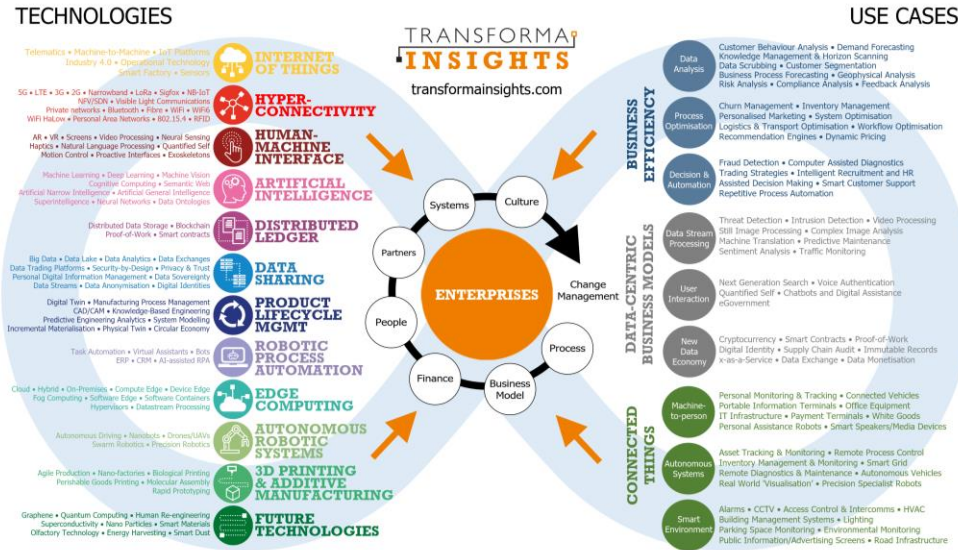 TECHNOLOGIES
Telematics • Machine-to-Machine • IoT Platforms
Industry 4.0 • Operational Technology
Smart Factory • Sensors
INTERNET
OF THINGS
5G • LTE • 3G • 2G • Narrowband • LoRa • Sigfox • NB-IoT
NFV/SDN • Visible Light Communications
Private networks • Bluetooth • Fibre • WiFi • WiFi6
WiFi HaLow • Personal Area Networks • 802.15.4 • RFID
HYPER-
CONNECTIVITY
AR • VR • Screens • Video Processing • Neural Sensing
Haptics • Natural Language Processing • Quantified Self
Motion Control • Proactive Interfaces • Exoskeletons
HUMAN-
MACHINE
INTERFACE
Machine Learning • Deep Learning • Machine Vision
Cognitive Computing • Semantic Web
Artificial Narrow Intelligence • Artificial General Intelligence
Superintelligence • Neural Networks • Data Ontologies
ARTIFICIAL
INTELLIGENCE
Distributed Data Storage • Blockchain
Proof-of-Work • Smart contracts
DISTRIBUTED
LEDGER
Big Data • Data Lake • Data Analytics • Data Exchanges
Data Trading Platforms • Security-by-Design • Privacy & Trust
Personal Digital Information Management • Data Sovereignty
Data Streams • Data Anonymisation • Digital Identities
DATA
SHARING
Digital Twin • Manufacturing Process Management
CAD/CAM • Knowledge-Based Engineering
Predictive Engineering Analytics • System Modelling
Incremental Materialisation • Physical Twin • Circular Economy
PRODUCT
LIFECYCLE
MGMT
Task Automation • Virtual Assistants • Bots
ERP • CRM • AI-assisted RPA
ROBOTIC
PROCESS
AUTOMATION
Cloud • Hybrid • On-Premises • Compute Edge • Device Edge
Fog Computing • Software Edge • Software Containers
Hypervisors • Datastream Processing
EDGE
COMPUTING
Autonomous Driving • Nanobots • Drones/UAVs
Swarm Robotics • Precision Robotics
AUTONOMOUS
ROBOTIC
SYSTEMS
Agile Production • Nano-factories • Biological Printing
Perishable Goods Printing • Molecular Assembly
Rapid Prototyping
3D PRINTING
& ADDITIVE
MANUFACTURING
Graphene • Quantum Computing • Human Re-engineering
Superconductivity • Nano Particles • Smart Materials
Olfactory Technology • Energy Harvesting • Smart Dust
FUTURE
TECHNOLOGIES
TRANSFORMA
INSIGHTS
transformainsights.com
Systems
Culture
Partners
People
Finance
Business
Model
Process
Change
Management
ENTERPRISES
USE CASES
BUSINESS
EFFICIENCY
Data
Analysis
Customer Behaviour Analysis • Demand Forecasting
Knowledge Management & Horizon Scanning
Data Scrubbing • Customer Segmentation
Business Process Forecasting • Geophysical Analysis
Risk Analysis • Compliance Analysis • Feedback Analysis
Process
Optimisation
Churn Management • Inventory Management
Personalised Marketing • System Optimisation
Logistics & Transport Optimisation • Workflow Optimisation
Recommendation Engines • Dynamic Pricing
Decision &
Automation
Fraud Detection • Computer Assisted Diagnostics
Trading Strategies • Intelligent Recruitment and HR
Assisted Decision Making • Smart Customer Support
Repetitive Process Automation
DATA-CENTRIC
BUSINESS MODELS
Data Stream
Processing
Threat Detection • Intrusion Detection • Video Processing
Still Image Processing • Complex Image Analysis
Machine Translation • Predictive Maintenance
Sentiment Analysis • Traffic Monitoring
User
Interaction
Next Generation Search • Voice Authentication
Quantified Self • Chatbots and Digital Assistance
eGovernment
New
Data
Economy
Cryptocurrency • Smart Contracts • Proof-of-Work
Digital Identity • Supply Chain Audit • Immutable Records
x-as-a-Service • Data Exchange • Data Monetisation
CONNECTED
THINGS
Machine-
to-person
Personal Monitoring & Tracking • Connected Vehicles
Portable Information Terminals • Office Equipment
IT Infrastructure • Payment Terminals • White Goods
Personal Assistance Robots • Smart Speakers/Media Devices
Autonomous
Systems
Asset Tracking & Monitoring • Remote Process Control
Inventory Management & Monitoring • Smart Grid
Remote Diagnostics & Maintenance • Autonomous Vehicles
Real World 'Visualisation' • Precision Specialist Robots
Smart
Environment
Alarms • CCTV • Access Control & Intercomms • HVAC
Building Management Systems • Lighting
Parking Space Monitoring • Environmental Monitoring
Public Information/Advertising Screens • Road Infrastructure